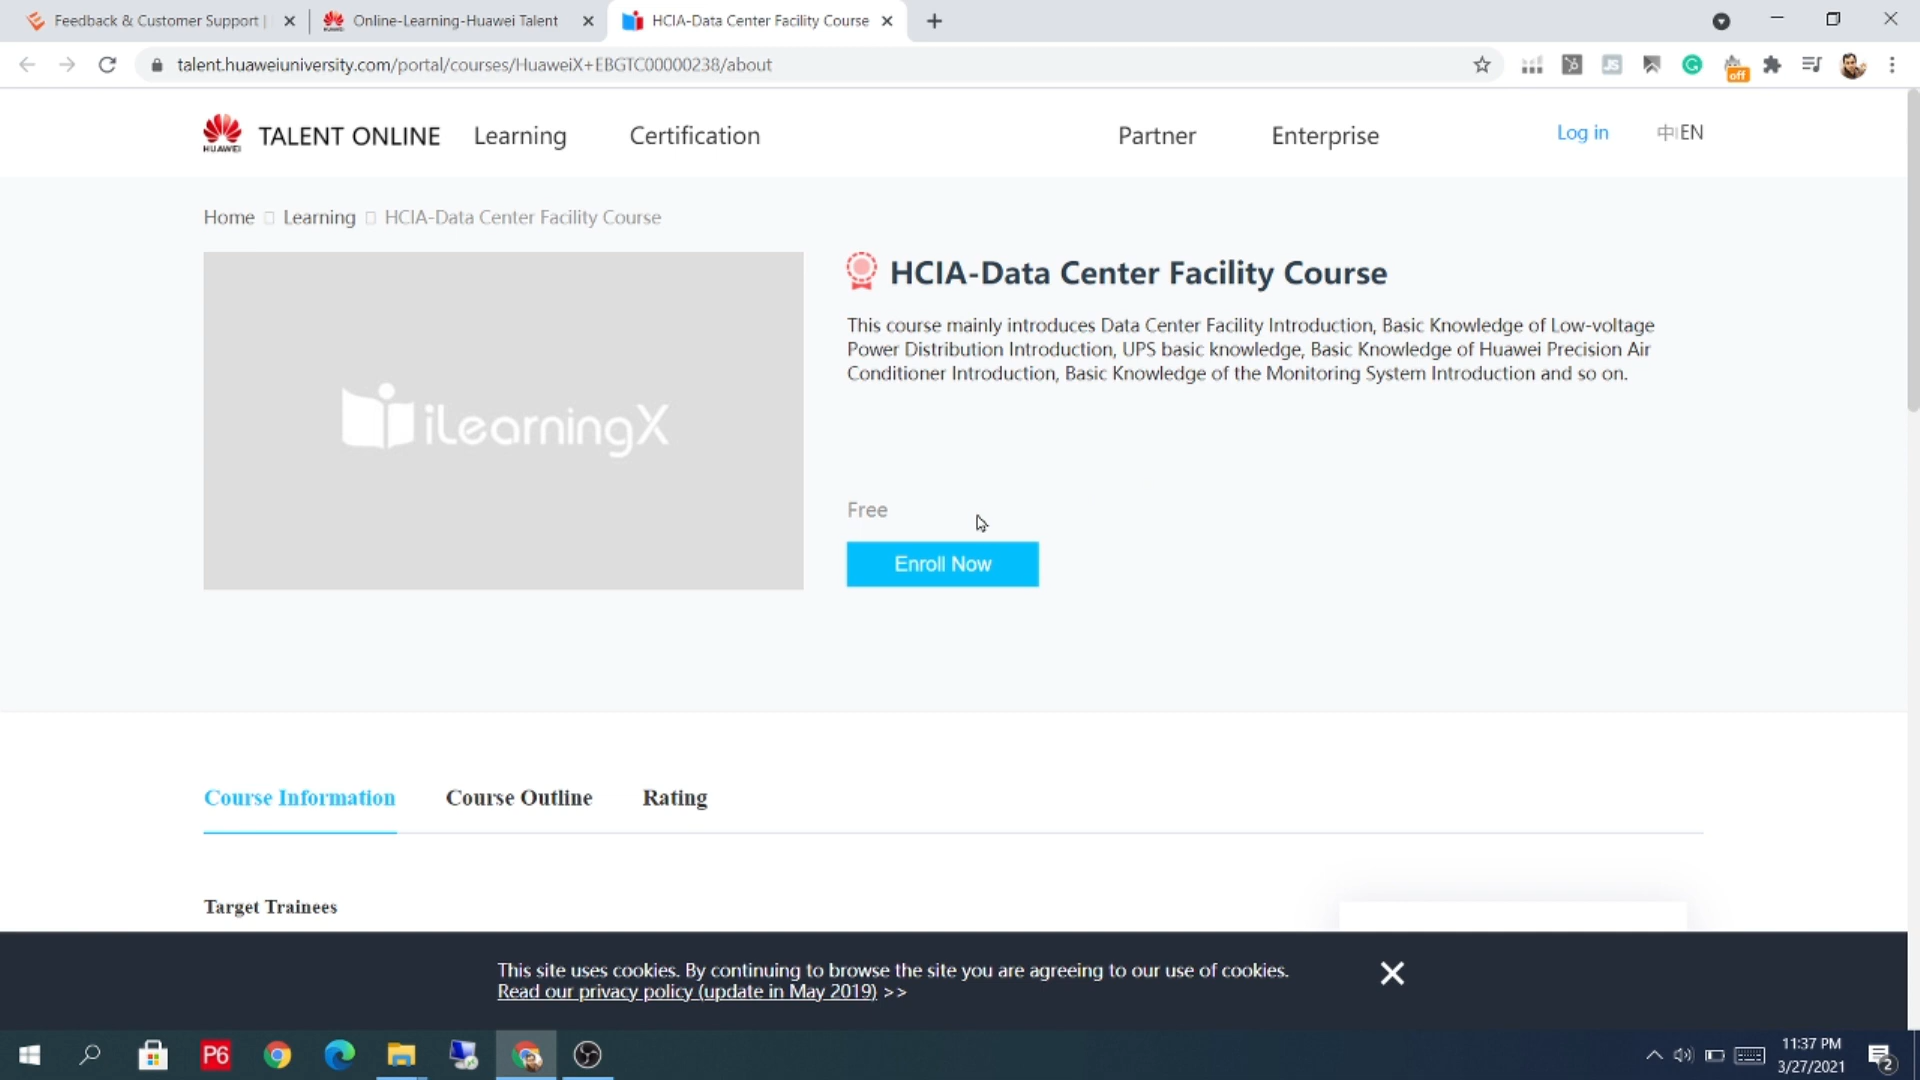 Feedback & Customer Support |
Online-Learning-Huawei Talent
HCIA-Data Center Facility Course
talent.huaweiuniversity.com/portal/courses/HuaweiX+EBGTC00000238/about
JS
off
HUAWEI
TALENT ONLINE
Learning
Certification
Partner
Enterprise
Log in
中|EN
Home
Learning
HCIA-Data Center Facility Course
iLearningX
HCIA-Data Center Facility Course
This course mainly introduces Data Center Facility Introduction, Basic Knowledge of Low-voltage
Power Distribution Introduction, UPS basic knowledge, Basic Knowledge of Huawei Precision Air
Conditioner Introduction, Basic Knowledge of the Monitoring System Introduction and so on.
Free
Enroll Now
Course Information
Course Outline
Rating
Target Trainees
This site uses cookies. By continuing to browse the site you are agreeing to our use of cookies.
Read our privacy policy (update in May 2019) >>
P6
11:37 PM
3/27/2021
2